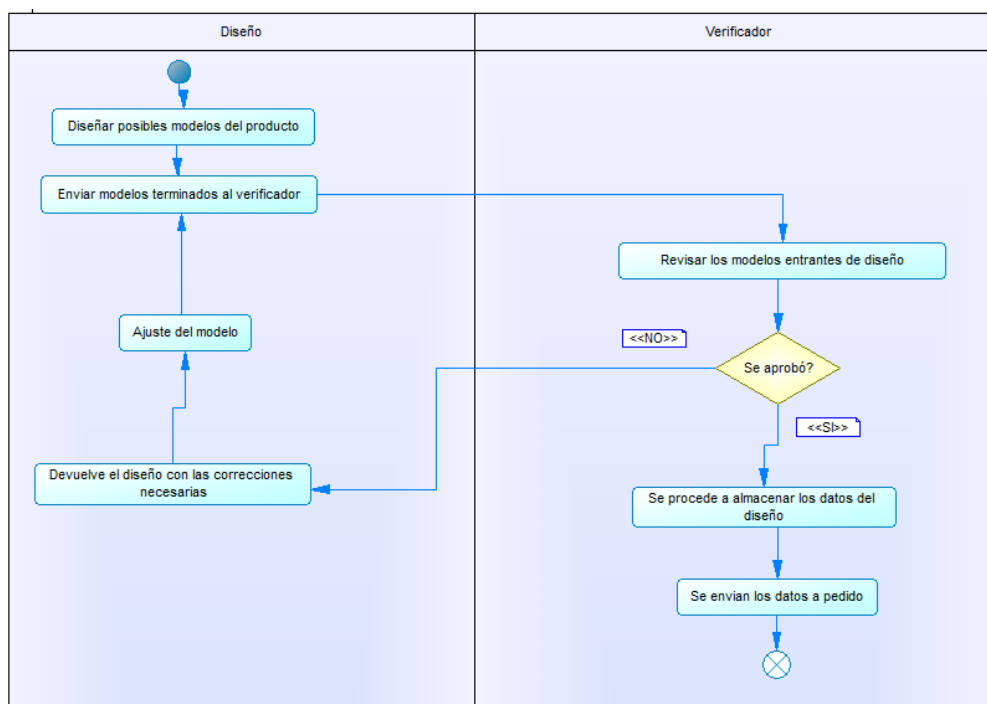 Diseño
Verificador
Diseñar posibles modelos del producto
Enviar modelos terminados al verificador
Revisar los modelos entrantes de diseño
Ajuste del modelo
<<NO>>
Se aprobó?
<<SI>>
Devuelve el diseño con las correcciones
necesarias
Se procede a almacenar los datos del
diseño
Se envian los datos a pedido